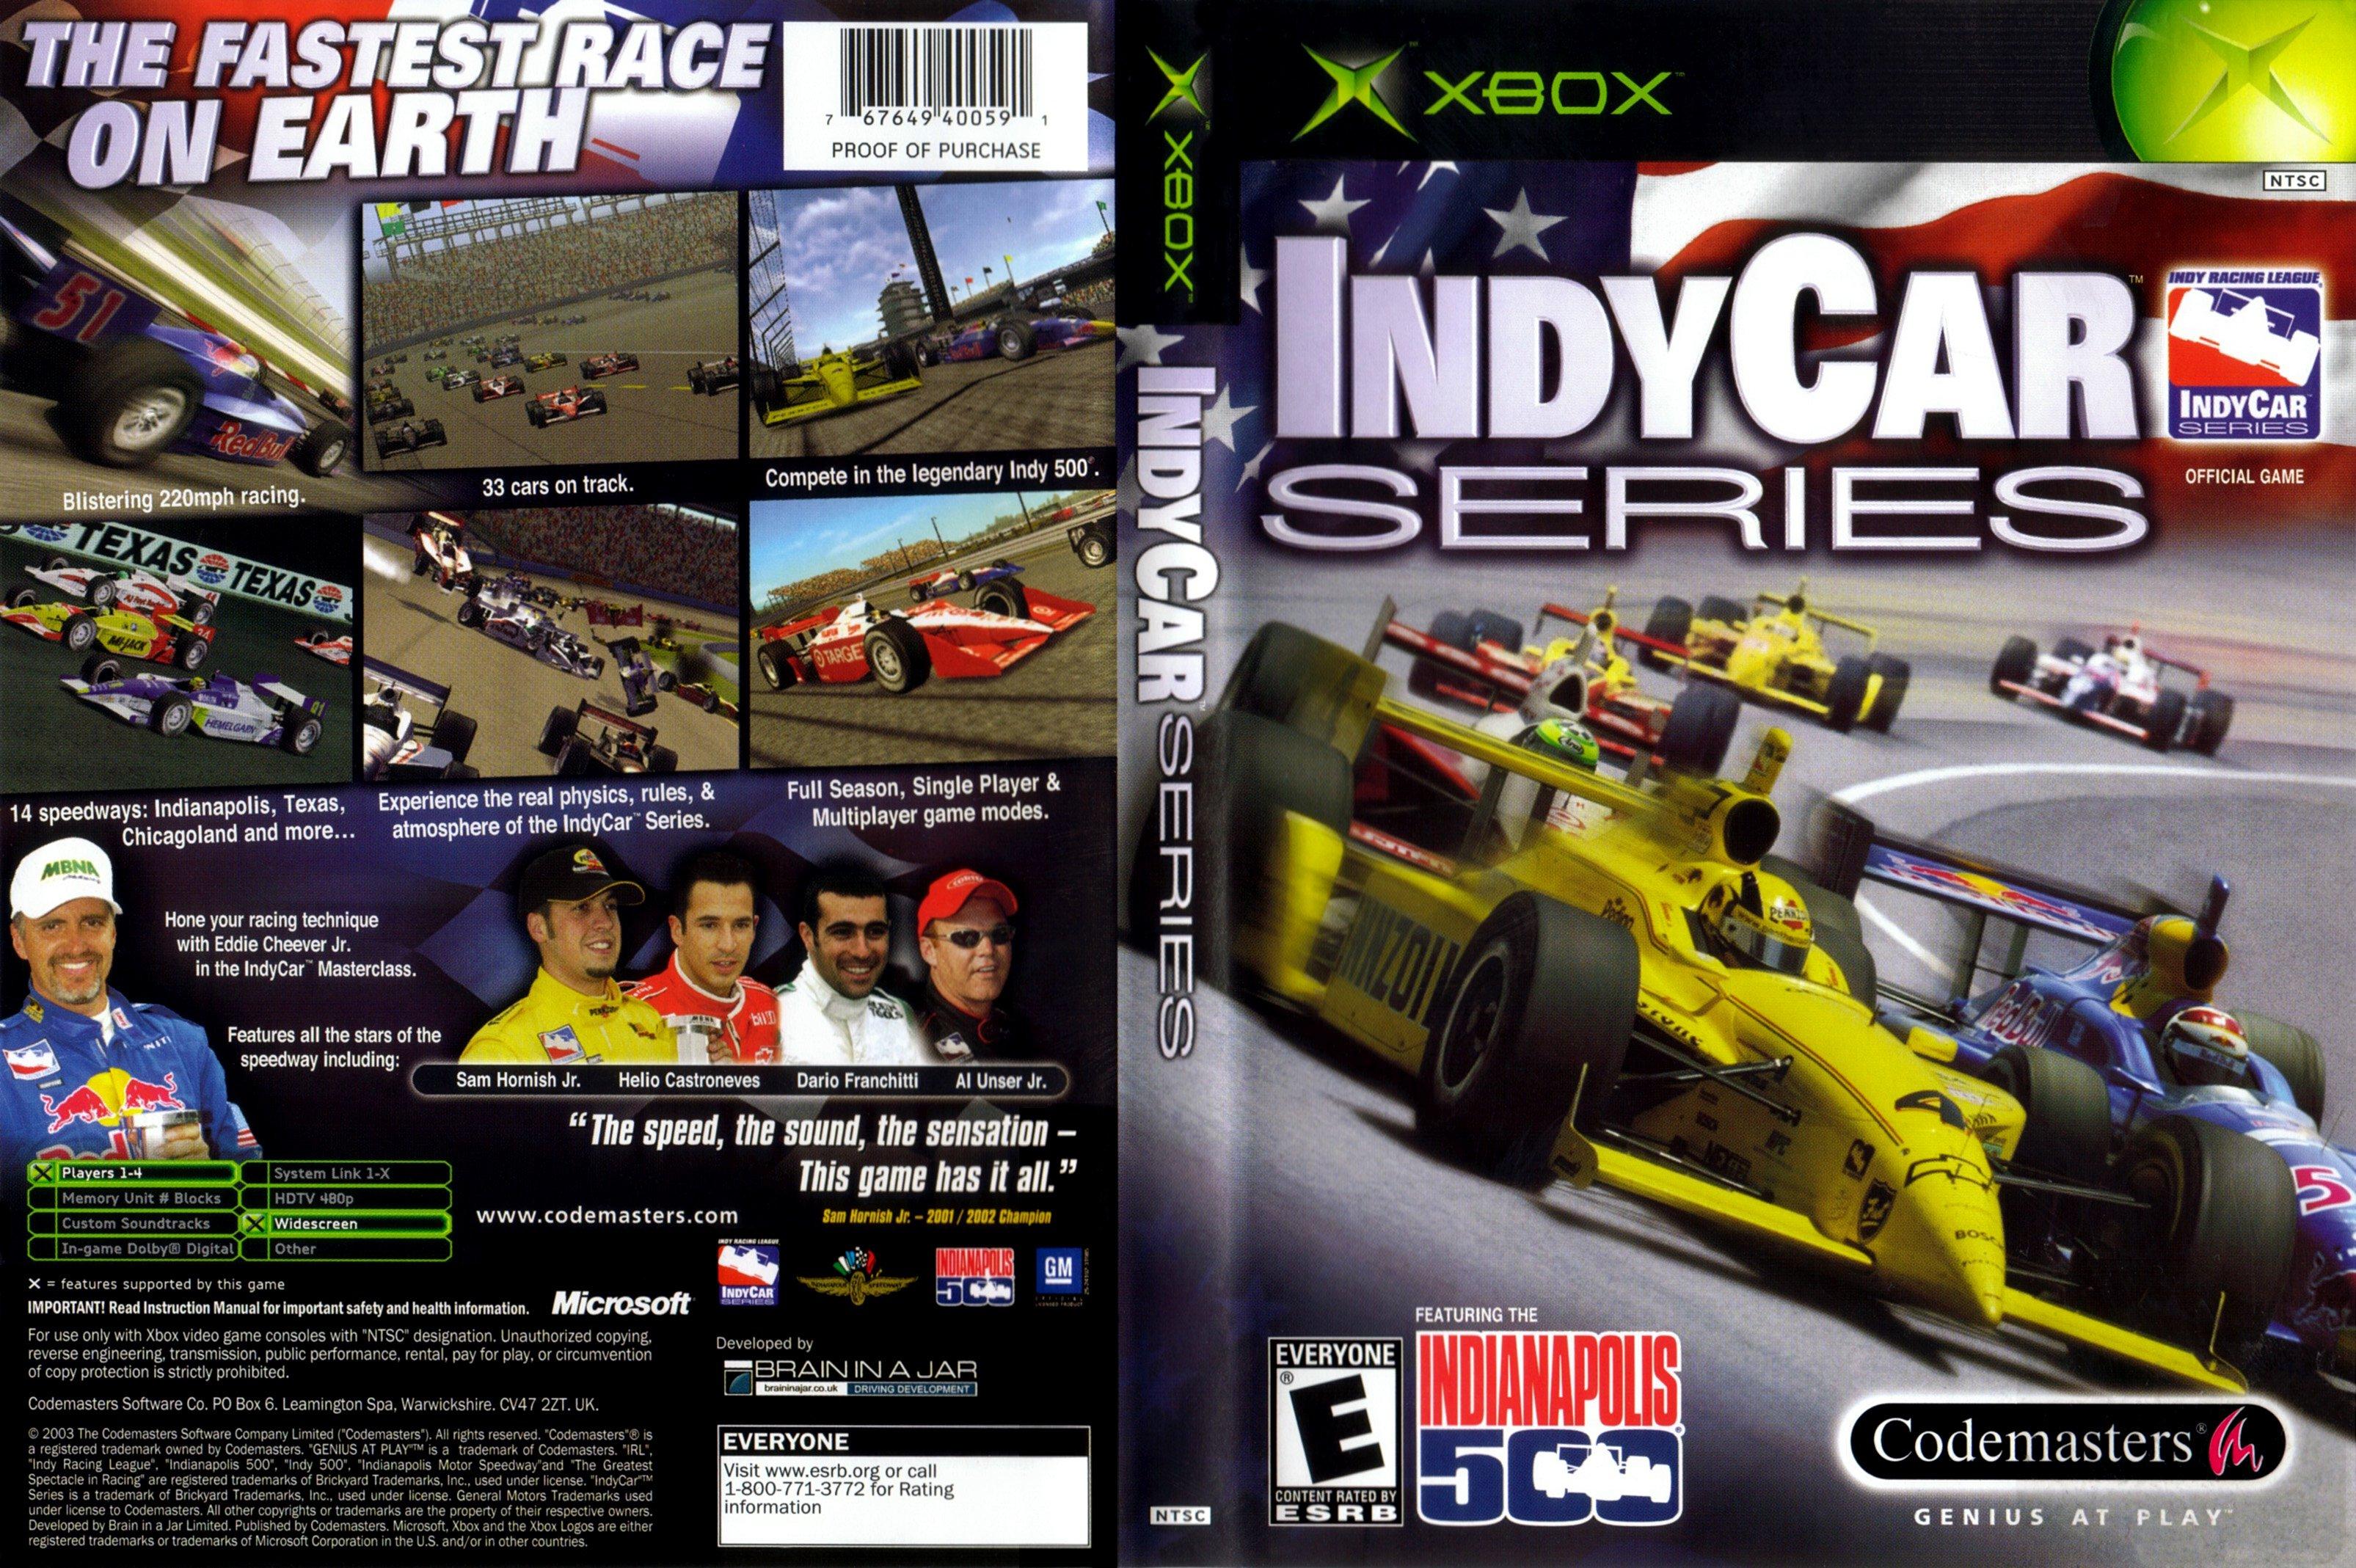 THE FASTEST RACE
ON EARTH
7 67649 40059 1
PROOF OF PURCHASE
51
Red Bull
Blistering 220mph racing.
33 cars on track.
Compete in the legendary Indy 500®.
TEXAS TEXAS
MI-JACK
HEMELGARN
TARGET
14 speedways: Indianapolis, Texas,
Chicagoland and more...
Experience the real physics, rules, &
atmosphere of the IndyCar™ Series.
Full Season, Single Player &
Multiplayer game modes.
MBNA
Hone your racing technique
with Eddie Cheever Jr.
in the IndyCar™ Masterclass.
Features all the stars of the
speedway including:
Sam Hornish Jr. Helio Castroneves Dario Franchitti Al Unser Jr.
“The speed, the sound, the sensation –
This game has it all.”
Sam Hornish Jr. – 2001 / 2002 Champion
Players 1-4
System Link 1-X
Memory Unit # Blocks
HDTV 480p
Custom Soundtracks
Widescreen
In-game Dolby® Digital
Other
www.codemasters.com
X = features supported by this game
IMPORTANT! Read Instruction Manual for important safety and health information.
Microsoft
INDY RACING LEAGUE
INDYCAR
SERIES
INDIANAPOLIS
500
GM
For use only with Xbox video game consoles with "NTSC" designation. Unauthorized copying,
reverse engineering, transmission, public performance, rental, pay for play, or circumvention
of copy protection is strictly prohibited.
Codemasters Software Co. PO Box 6. Leamington Spa, Warwickshire. CV47 2ZT. UK.
© 2003 The Codemasters Software Company Limited ("Codemasters"). All rights reserved. "Codemasters"® is
a registered trademark owned by Codemasters. "GENIUS AT PLAY"™ is a trademark of Codemasters. "IRL",
"Indy Racing League", "Indianapolis 500", "Indy 500", "Indianapolis Motor Speedway"and "The Greatest
Spectacle in Racing" are registered trademarks of Brickyard Trademarks, Inc., used under license. "IndyCar"™
Series is a trademark of Brickyard Trademarks, Inc., used under license. General Motors Trademarks used
under license to Codemasters. All other copyrights or trademarks are the property of their respective owners.
Developed by Brain in a Jar Limited. Published by Codemasters. Microsoft, Xbox and the Xbox Logos are either
registered trademarks or trademarks of Microsoft Corporation in the U.S. and/or in other countries.
Developed by
BRAIN IN A JAR
braininajar.co.uk DRIVING DEVELOPMENT
EVERYONE
Visit www.esrb.org or call
1-800-771-3772 for Rating
information
XBOX
INDYCAR SERIES
NTSC
XBOX™
NTSC
INDYCAR™
SERIES
INDY RACING LEAGUE
INDYCAR
SERIES
OFFICIAL GAME
PENNZOIL
Red Bull
BOSCH
5
FEATURING THE
INDIANAPOLIS
500
EVERYONE
E
CONTENT RATED BY
ESRB
Codemasters®
GENIUS AT PLAY™